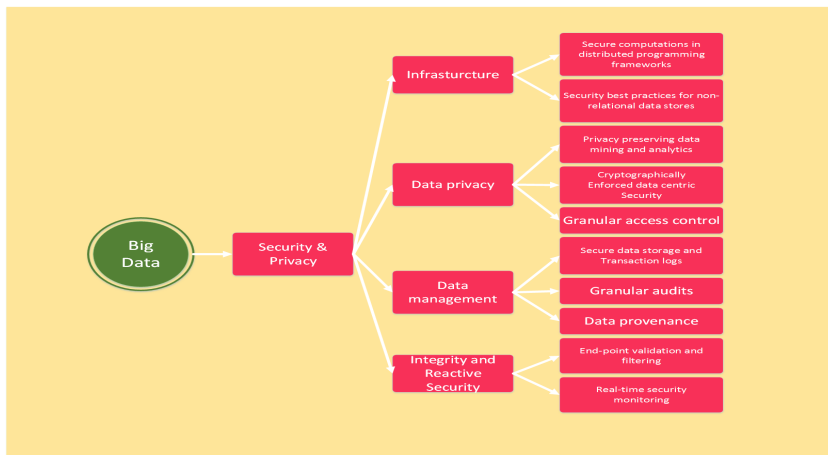 Big
Data
Security &
Privacy
Infrasturcture
Secure computations in
distributed programming
frameworks
Security best practices for non-
relational data stores
Data privacy
Privacy preserving data
mining and analytics
Cryptographically
Enforced data centric
Security
Granular access control
Data
management
Secure data storage and
Transaction logs
Granular audits
Data provenance
Integrity and
Reactive
Security
End-point validation and
filtering
Real-time security
monitoring